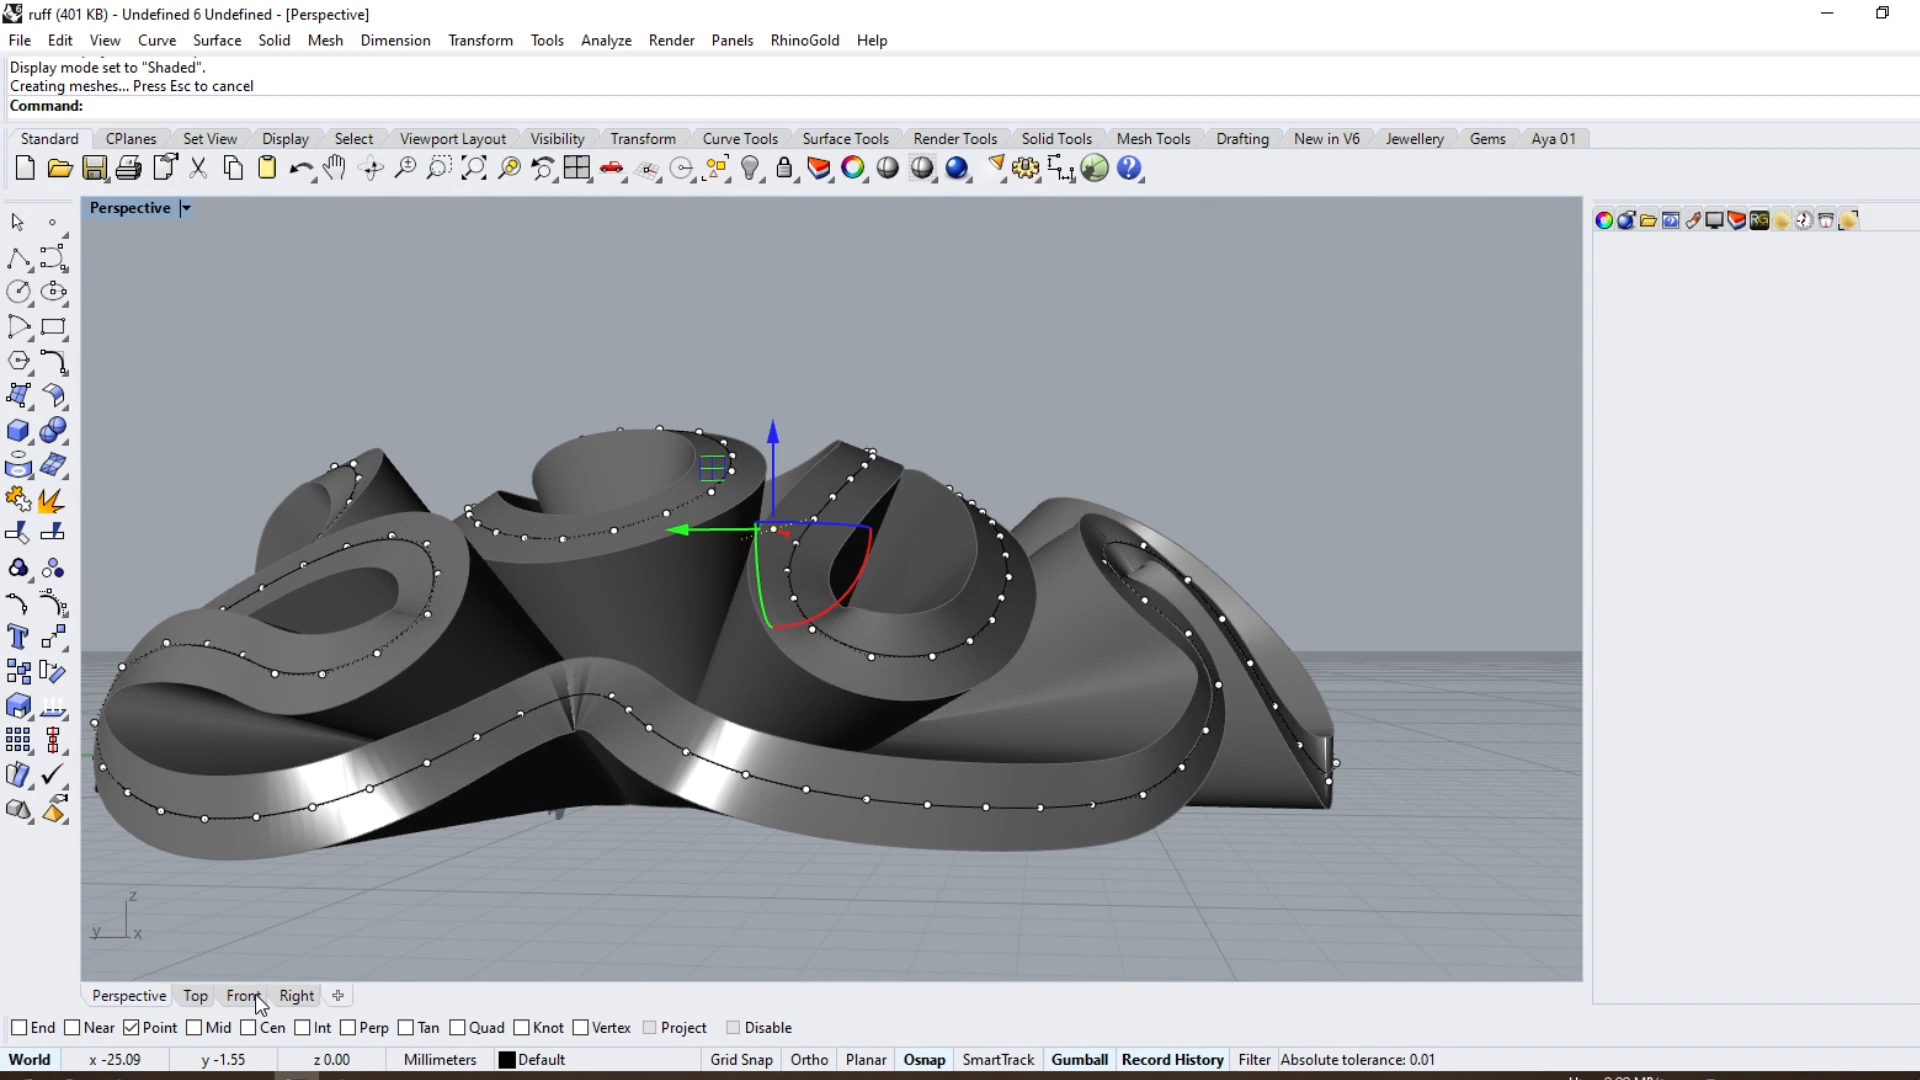 ruff (401 KB) - Undefined 6 Undefined - [Perspective]
File Edit View Curve Surface Solid Mesh Dimension Transform Tools Analyze Render Panels RhinoGold Help
Display mode set to "Shaded".
Creating meshes... Press Esc to cancel
Command:
Standard CPlanes Set View Display Select Viewport Layout Visibility Transform Curve Tools Surface Tools Render Tools Solid Tools Mesh Tools Drafting New in V6 Jewellery Gems Aya 01
Perspective
RG
z
y x
Perspective Top Front Right
End Near Point Mid Cen Int Perp Tan Quad Knot Vertex Project Disable
World x -25.09 y -1.55 z 0.00 Millimeters Default Grid Snap Ortho Planar Osnap SmartTrack Gumball Record History Filter Absolute tolerance: 0.01